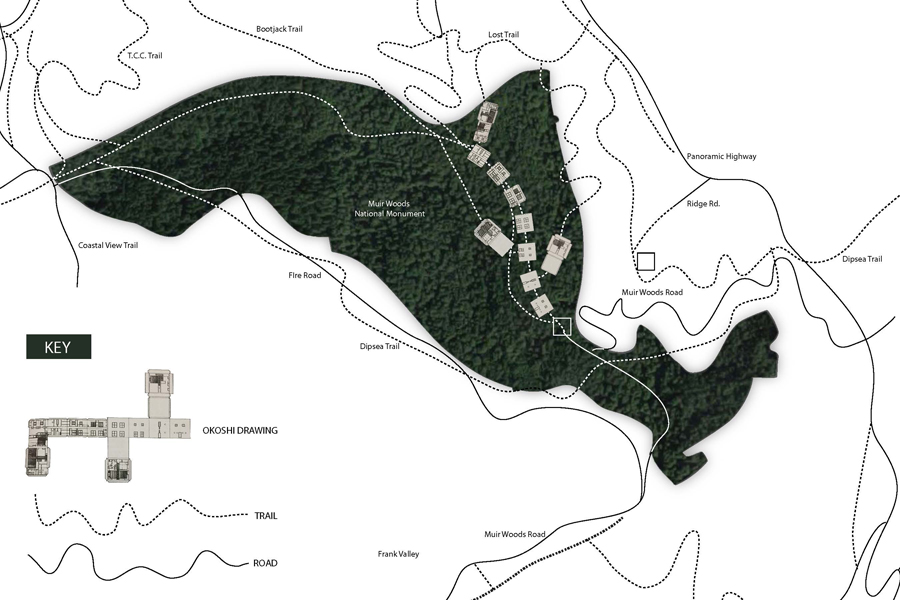 Bootjack Trail
Lost Trail
T.C.C. Trail
Panoramic Highway
Ridge Rd.
Muir Woods
National Monument
Coastal View Trail
Dipsea Trail
FIre Road
Muir Woods Road
KEY
Dipsea Trail
OKOSHI DRAWING
TRAIL
Muir Woods Road
Frank Valley
ROAD